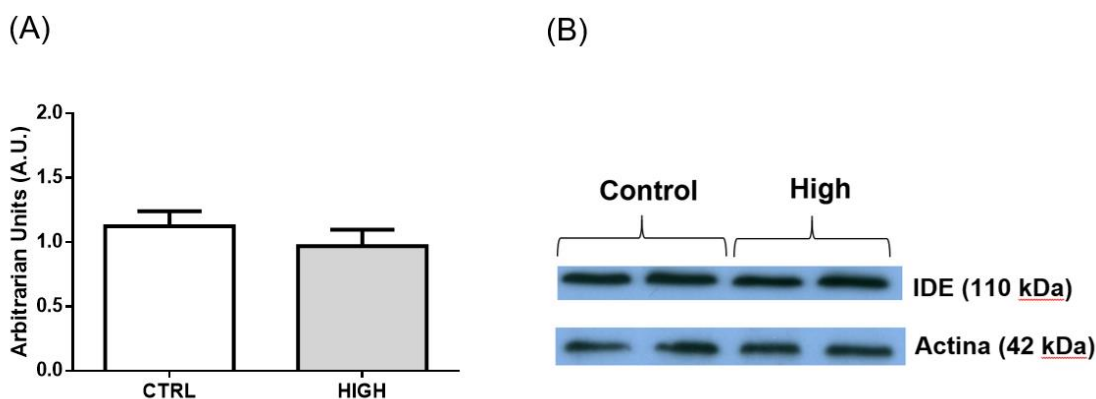 (A)
(B)
Arbitrarian Units (A.U.)
2.0
1.5
1.0
0.5
0.0
CTRL
HIGH
Control
High
IDE (110 kDa)
Actina (42 kDa)